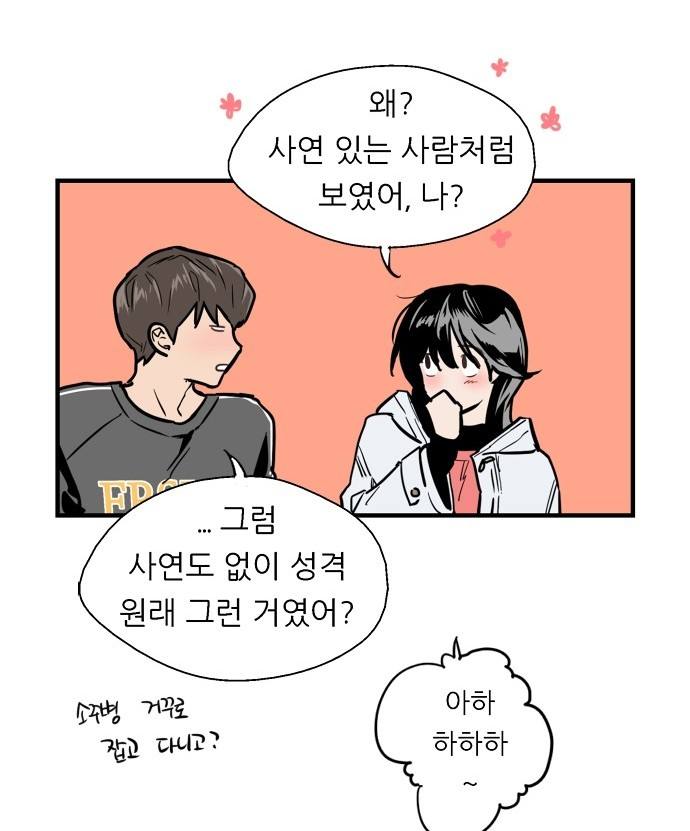 왜?
사연 있는 사람처럼
보였어, 나?
... 그럼
사연도 없이 성격
원래 그런 거였어?
소주병 거꾸로
잡고 다니고?
아하
하하하
~